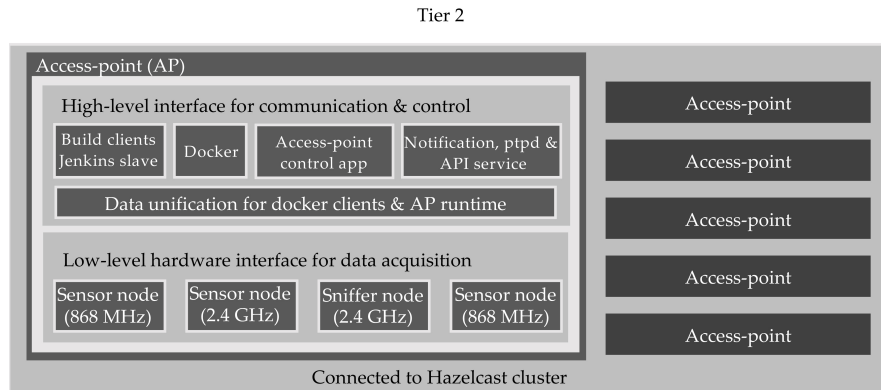 Tier 2
Access-point (AP)
High-level interface for communication & control
Build clients
Jenkins slave
Docker
Access-point
control app
Notification, ptpd &
API service
Data unification for docker clients & AP runtime
Low-level hardware interface for data acquisition
Sensor node
(868 MHz)
Sensor node
(2.4 GHz)
Sniffer node
(2.4 GHz)
Sensor node
(868 MHz)
Access-point
Access-point
Access-point
Access-point
Access-point
Connected to Hazelcast cluster